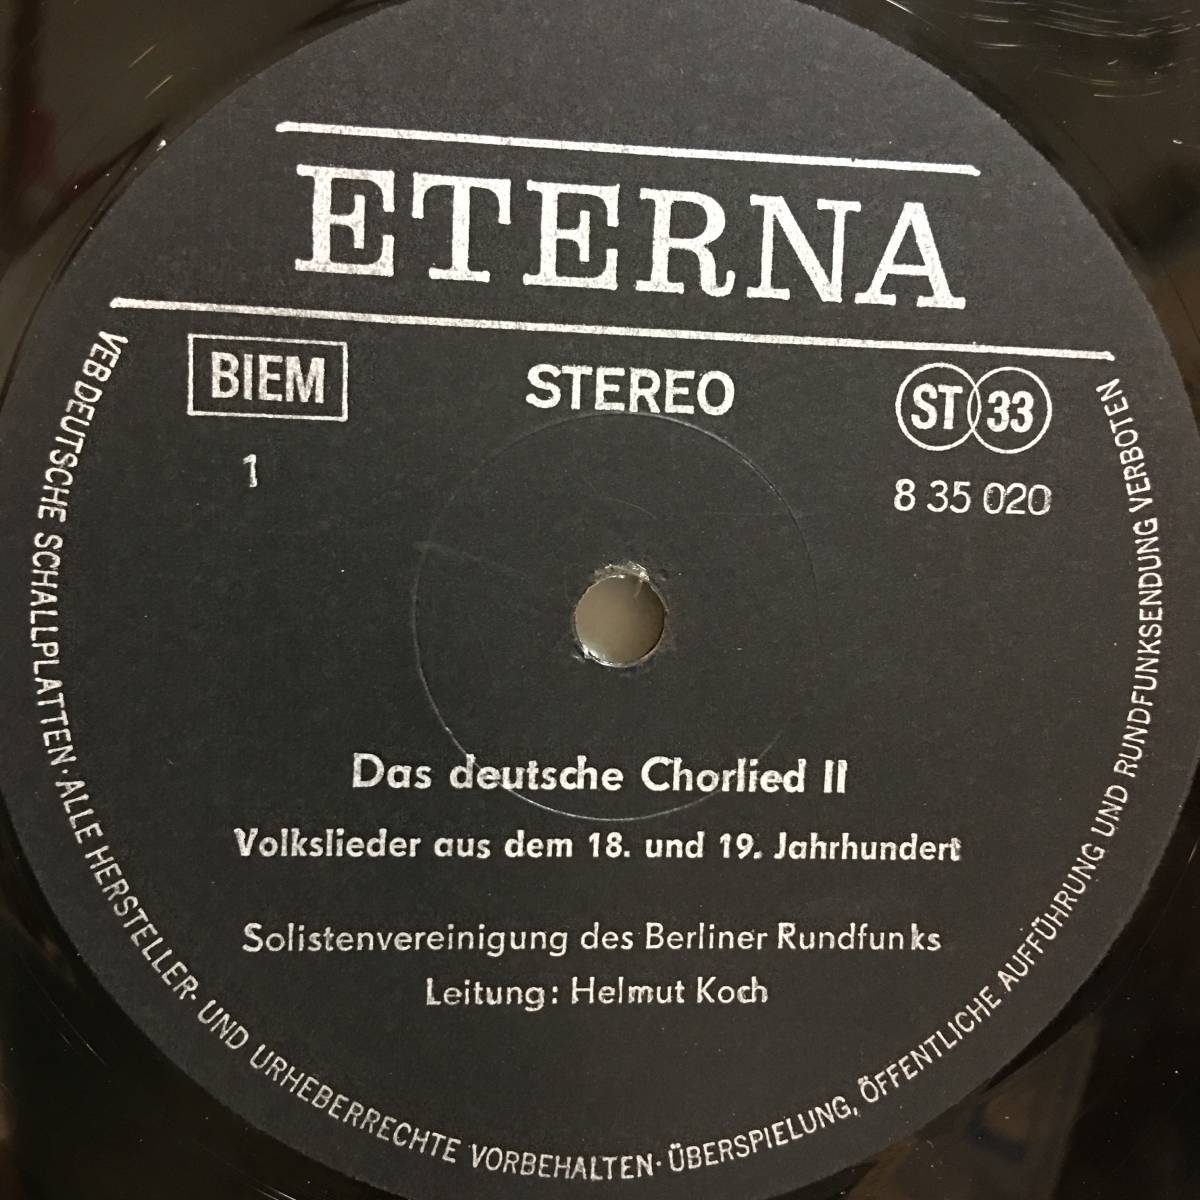 ETERNA
BIEM
STEREO
ST 33
1
8 35 020
Das deutsche Chorlied II
Volkslieder aus dem 18. und 19. Jahrhundert
Solistenvereinigung des Berliner Rundfunks
Leitung: Helmut Koch
VEB DEUTSCHE SCHALLPLATTEN · ALLE HERSTELLER- UND URHEBERRECHTE VORBEHALTEN · ÜBERSPIELUNG, ÖFFENTLICHE AUFFÜHRUNG UND RUNDFUNKSENDUNG VERBOTEN